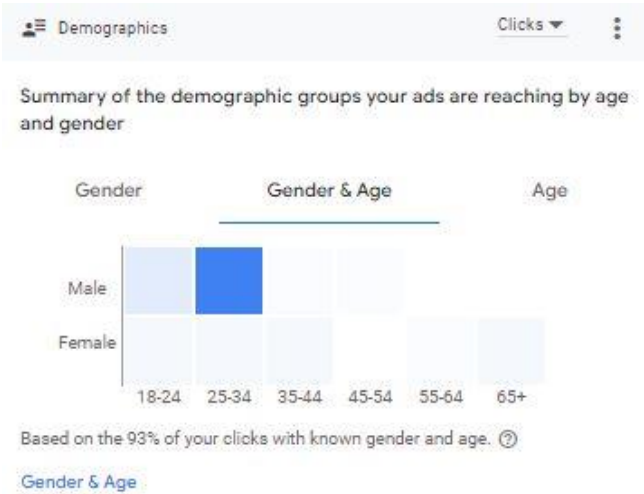 Demographics
Clicks
Summary of the demographic groups your ads are reaching by age
and gender
Gender Gender & Age Age
Male
Female
18-24 25-34 35-44 45-54 55-64 65+
Based on the 93% of your clicks with known gender and age.
Gender & Age